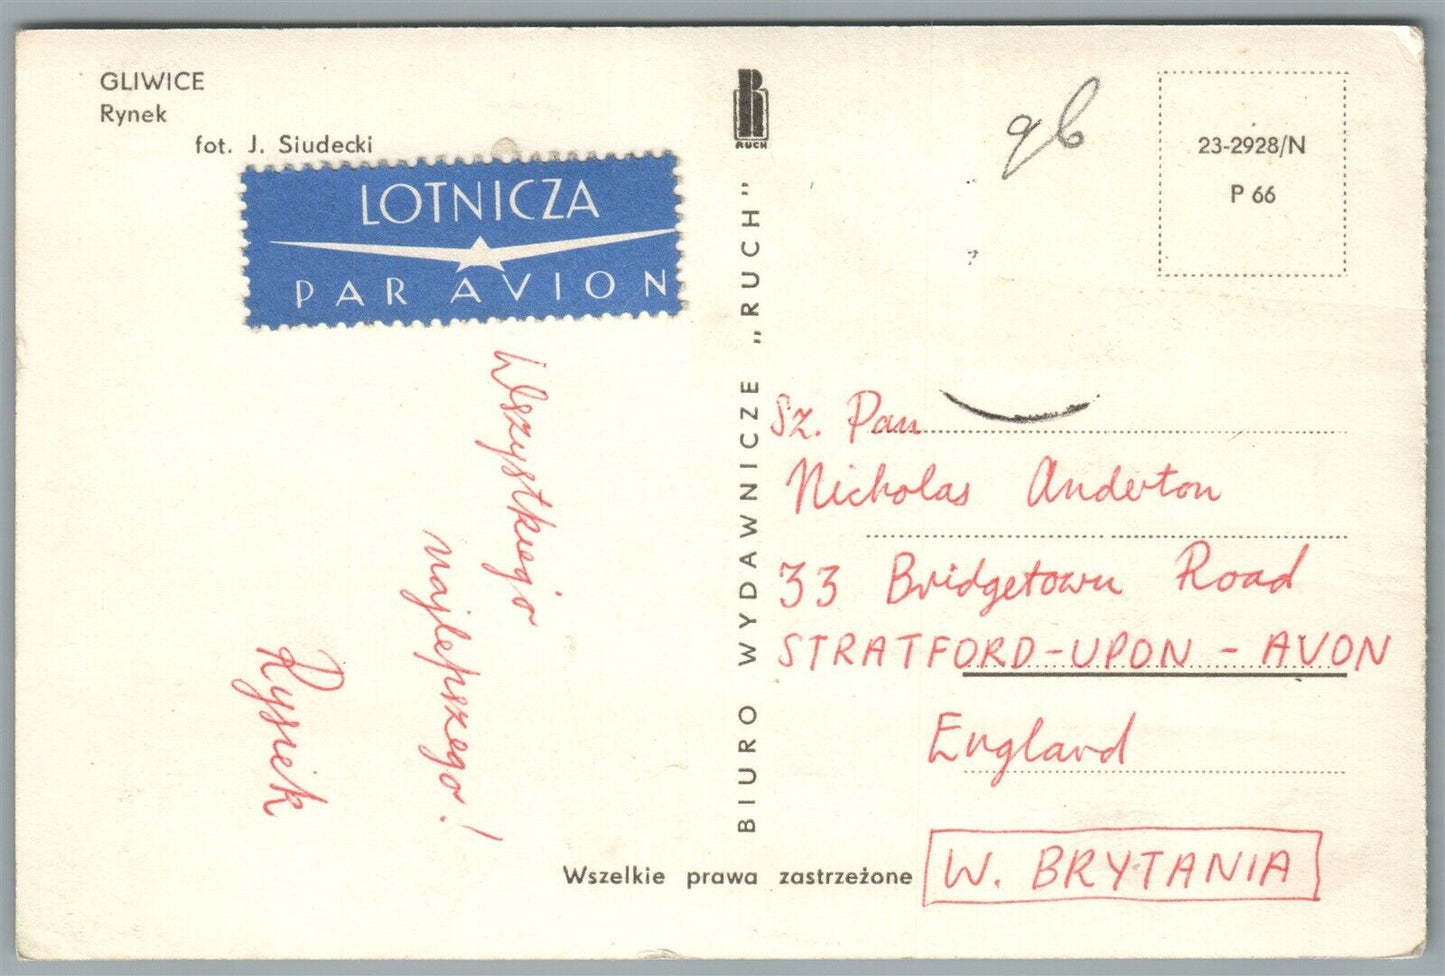 GLIWICE
Rynek
fot. J. Siudecki
LOTNICZA
PAR AVION
Wszystkiego
najlepszego!
Rysiek
BIURO WYDAWNICZE „RUCH"
RUCH
23-2928/N
P 66
Sz. Pan
Nicholas Anderton
33 Bridgetown Road
STRATFORD-UPON-AVON
England
W. BRYTANIA
Wszelkie prawa zastrzeżone